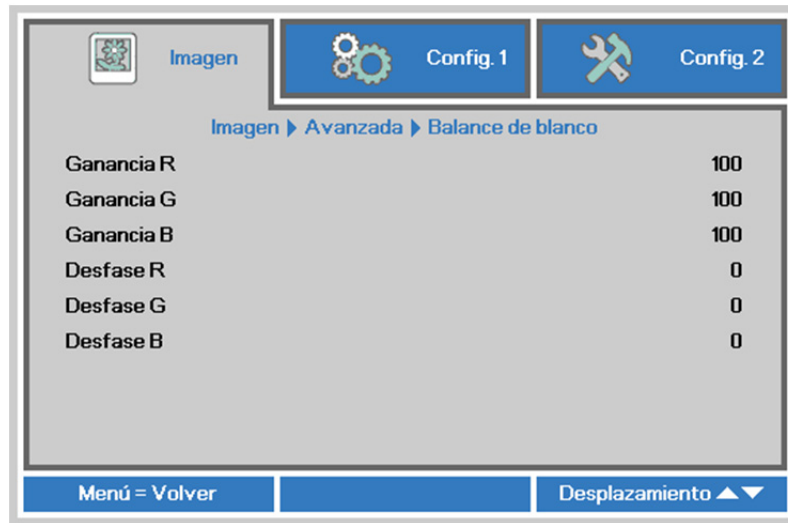 Imagen Config. 1 Config. 2
Imagen ▶ Avanzada ▶ Balance de blanco
Ganancia R 100
Ganancia G 100
Ganancia B 100
Desfase R 0
Desfase G 0
Desfase B 0
Menú = Volver Desplazamiento ▲▼